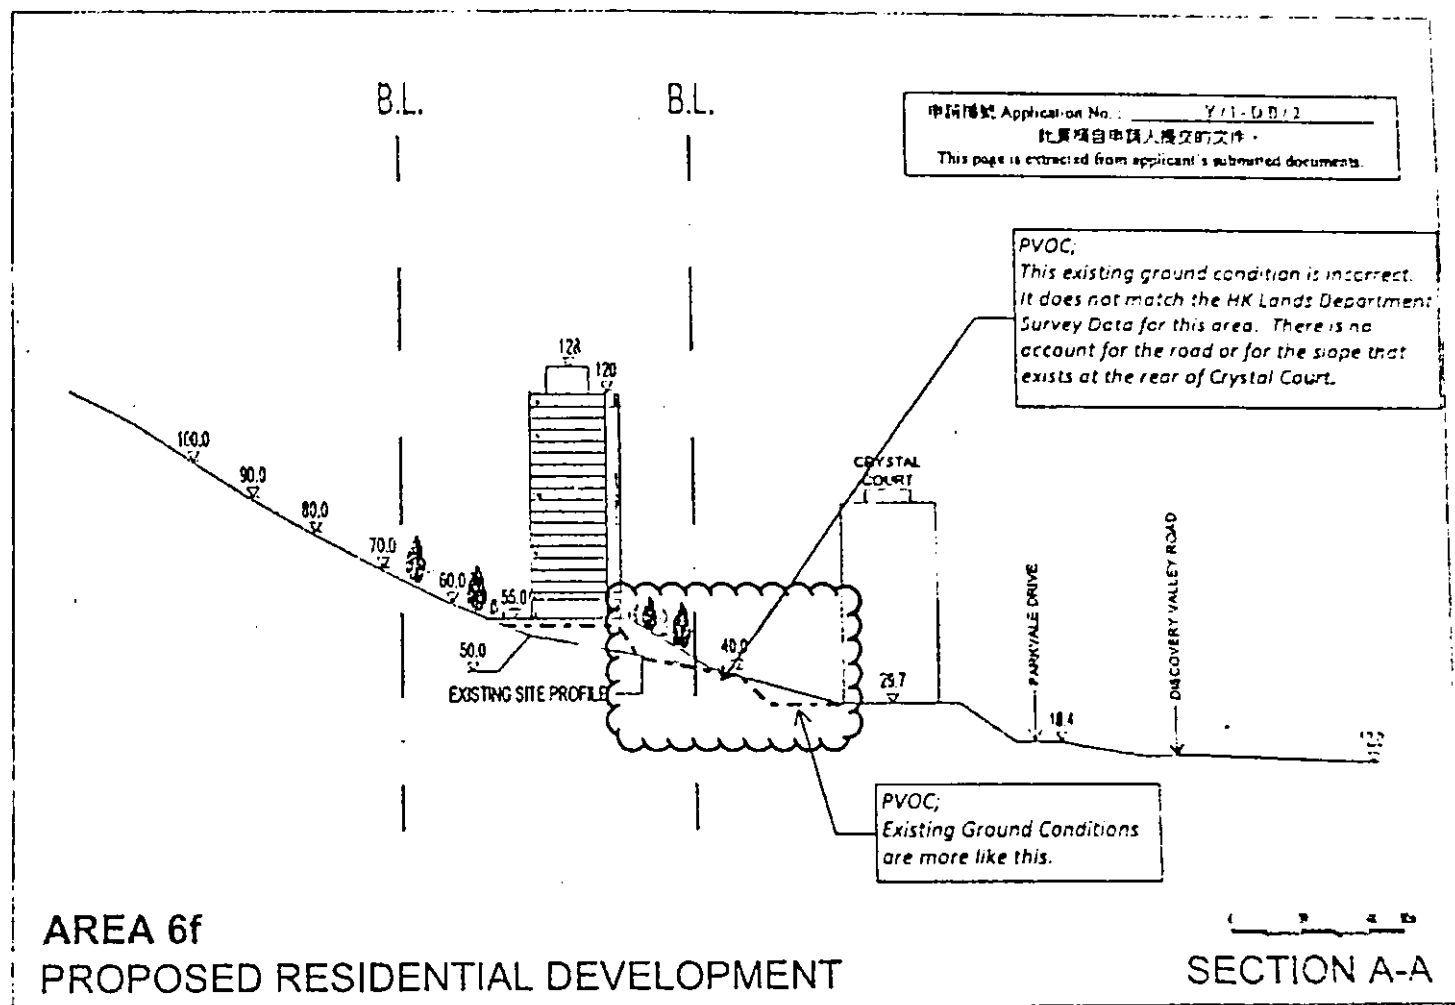 B.L.
B.L.
申請編號 Application No. : Y/I-DB/2
此頁摘自申請人提交的文件。
This page is extracted from applicant's submitted documents.
PVOC;
This existing ground condition is incorrect.
It does not match the HK Lands Department
Survey Data for this area. There is no
account for the road or for the slope that
exists at the rear of Crystal Court.
128
120
100.0
90.0
80.0
70.0
60.0
55.0
50.0
EXISTING SITE PROFILE
40.0
CRYSTAL
COURT
29.7
PARKVALE DRIVE
18.4
DISCOVERY VALLEY ROAD
PVOC;
Existing Ground Conditions
are more like this.
AREA 6f
PROPOSED RESIDENTIAL DEVELOPMENT
SECTION A-A